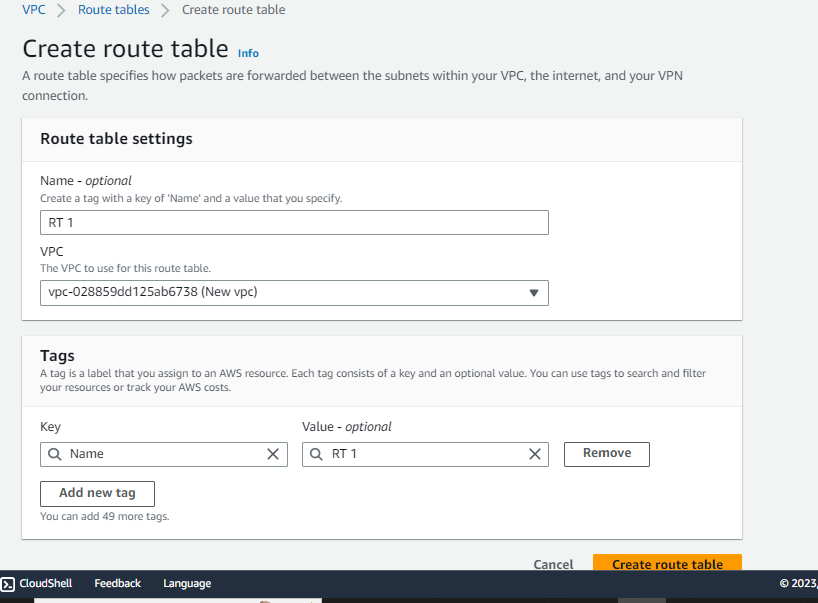 VPC > Route tables > Create route table
Create route table Info
A route table specifies how packets are forwarded between the subnets within your VPC, the internet, and your VPN
connection.
Route table settings
Name - optional
Create a tag with a key of 'Name' and a value that you specify.
RT 1
VPC
The VPC to use for this route table.
vpc-028859dd125ab6738 (New vpc)
Tags
A tag is a label that you assign to an AWS resource. Each tag consists of a key and an optional value. You can use tags to search and filter
your resources or track your AWS costs.
Key Value - optional
Name RT 1 Remove
Add new tag
You can add 49 more tags.
Cancel Create route table
CloudShell Feedback Language © 2023,